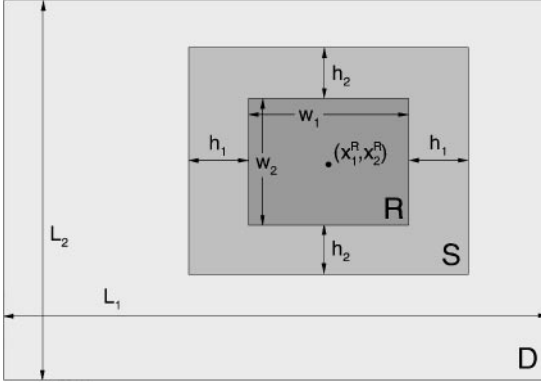 h₂
w₁
h₁
w₂
(x₁ᴿ,x₂ᴿ)
h₁
R
L₂
h₂
S
L₁
D